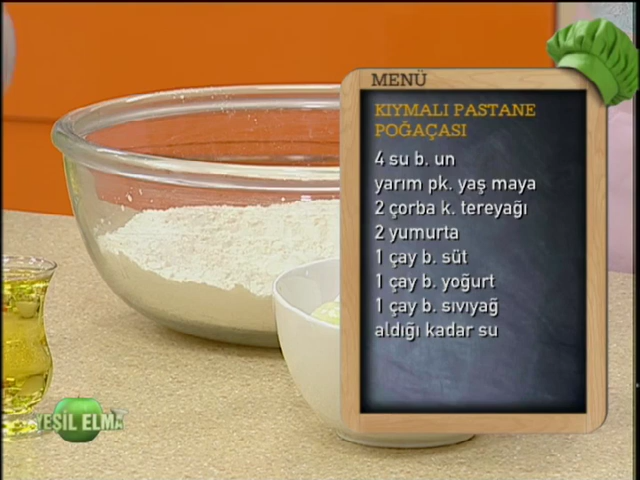 MENÜ
KIYMALI PASTANE
POĞAÇASI
4 su b. un
yarım pk. yaş maya
2 çorba k. tereyağı
2 yumurta
1 çay b. süt
1 çay b. yoğurt
1 çay b. sıvıyağ
aldığı kadar su
YEŞİL ELMA